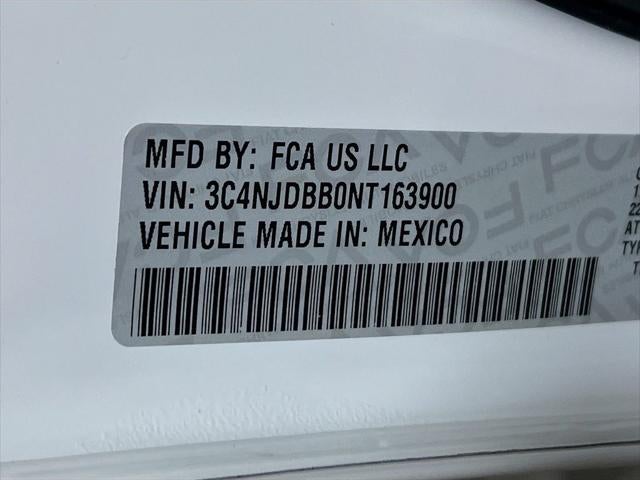 MFD BY: FCA US LLC
VIN: 3C4NJDBB0NT163900
VEHICLE MADE IN: MEXICO